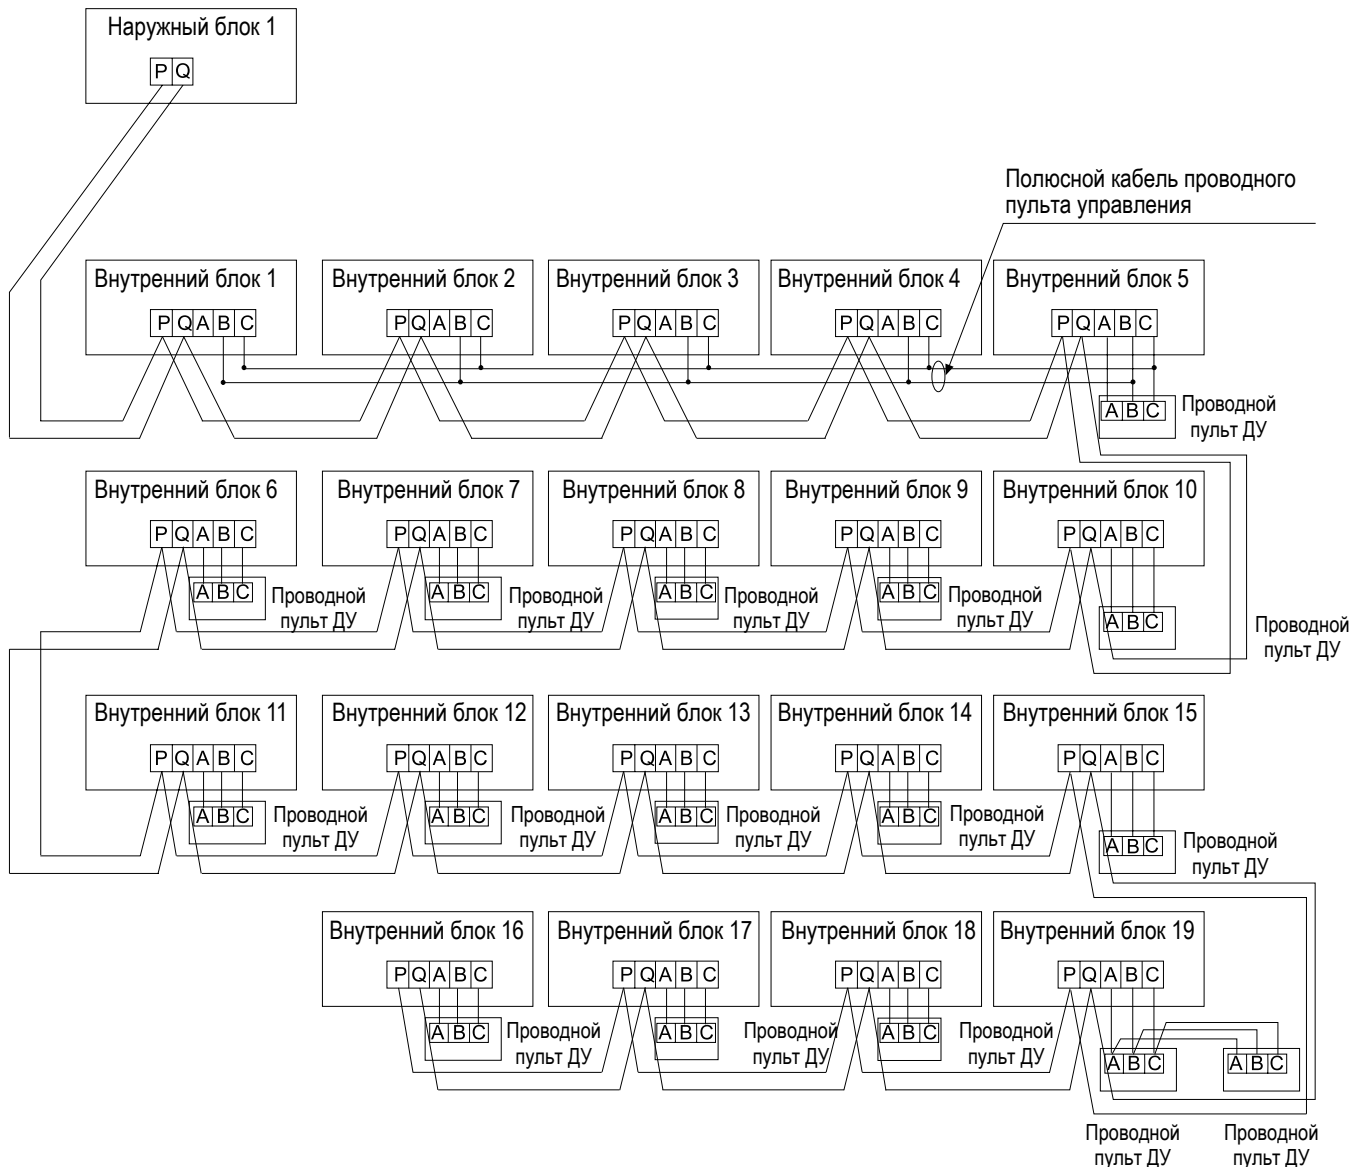 Наружный блок 1
P Q
Полюсной кабель проводного
пульта управления
Внутренний блок 1
Внутренний блок 2
Внутренний блок 3
Внутренний блок 4
Внутренний блок 5
P Q A B C
P Q A B C
P Q A B C
P Q A B C
P Q A B C
A B C
Проводной
пульт ДУ
Внутренний блок 6
Внутренний блок 7
Внутренний блок 8
Внутренний блок 9
Внутренний блок 10
P Q A B C
P Q A B C
P Q A B C
P Q A B C
P Q A B C
A B C
Проводной
пульт ДУ
A B C
Проводной
пульт ДУ
A B C
Проводной
пульт ДУ
A B C
Проводной
пульт ДУ
A B C
Проводной
пульт ДУ
Внутренний блок 11
Внутренний блок 12
Внутренний блок 13
Внутренний блок 14
Внутренний блок 15
P Q A B C
P Q A B C
P Q A B C
P Q A B C
P Q A B C
A B C
Проводной
пульт ДУ
A B C
Проводной
пульт ДУ
A B C
Проводной
пульт ДУ
A B C
Проводной
пульт ДУ
A B C
Проводной
пульт ДУ
Внутренний блок 16
Внутренний блок 17
Внутренний блок 18
Внутренний блок 19
P Q A B C
P Q A B C
P Q A B C
P Q A B C
A B C
Проводной
пульт ДУ
A B C
Проводной
пульт ДУ
A B C
Проводной
пульт ДУ
A B C
A B C
Проводной
пульт ДУ
Проводной
пульт ДУ